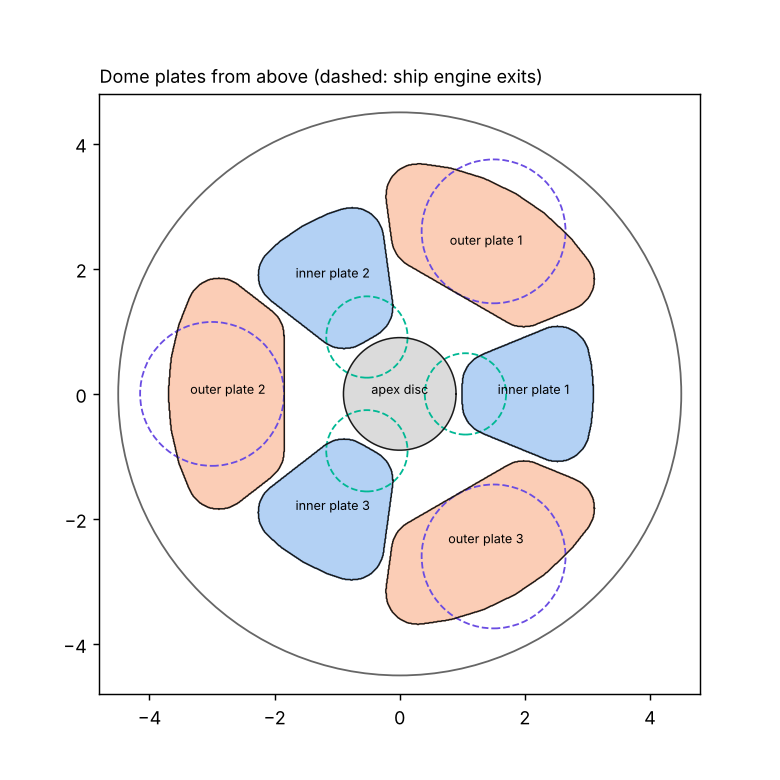 Dome plates from above (dashed: ship engine exits)
4
2
0
−2
−4
outer plate 1
inner plate 2
outer plate 2
apex disc
inner plate 1
inner plate 3
outer plate 3
−4
−2
0
2
4